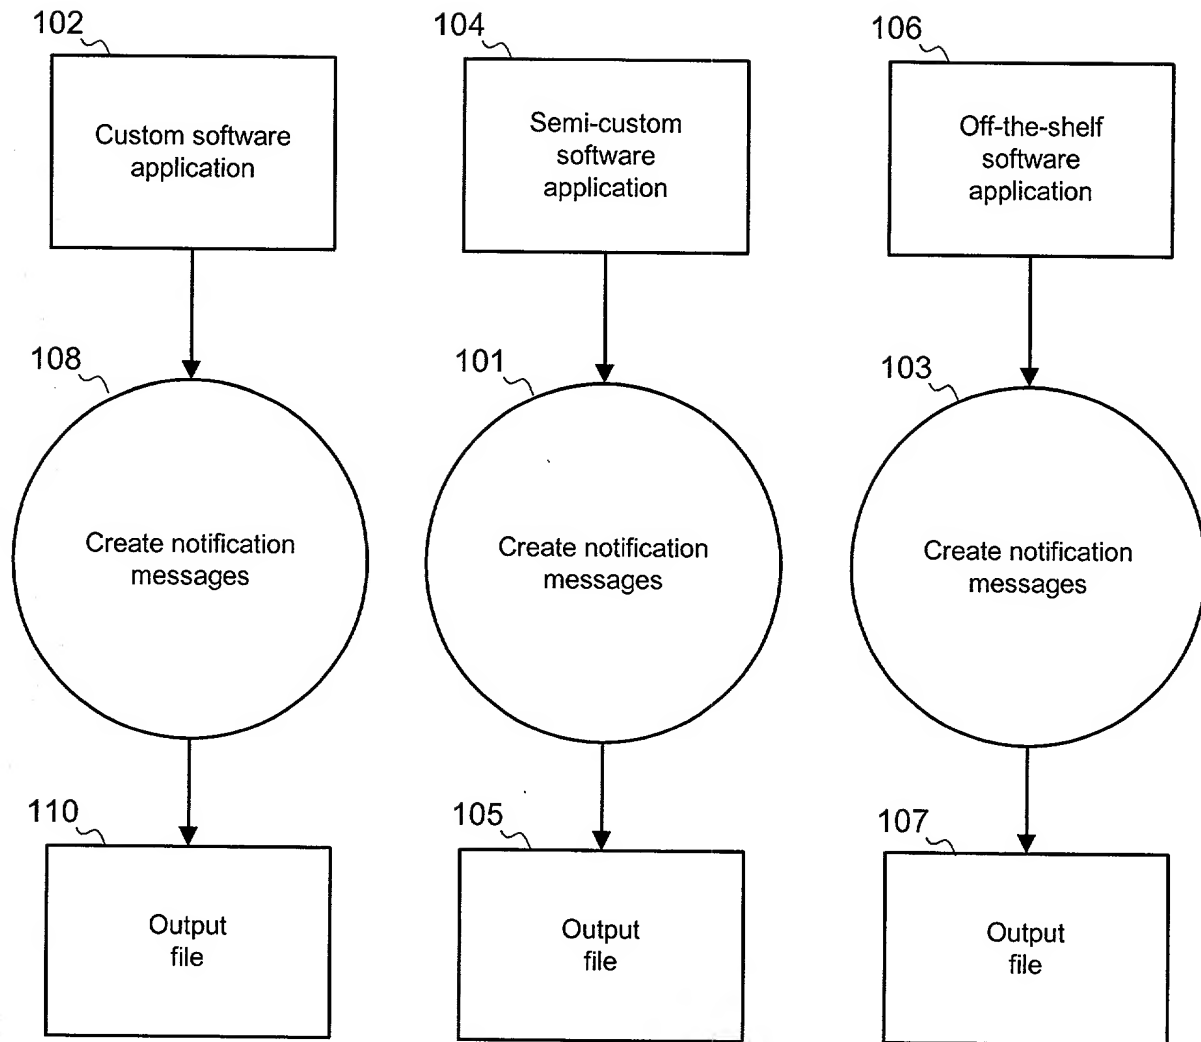 102
104
106
Custom software
application
Semi-custom
software
application
Off-the-shelf
software
application
108
101
103
Create notification
messages
Create notification
messages
Create notification
messages
110
105
107
Output
file
Output
file
Output
file